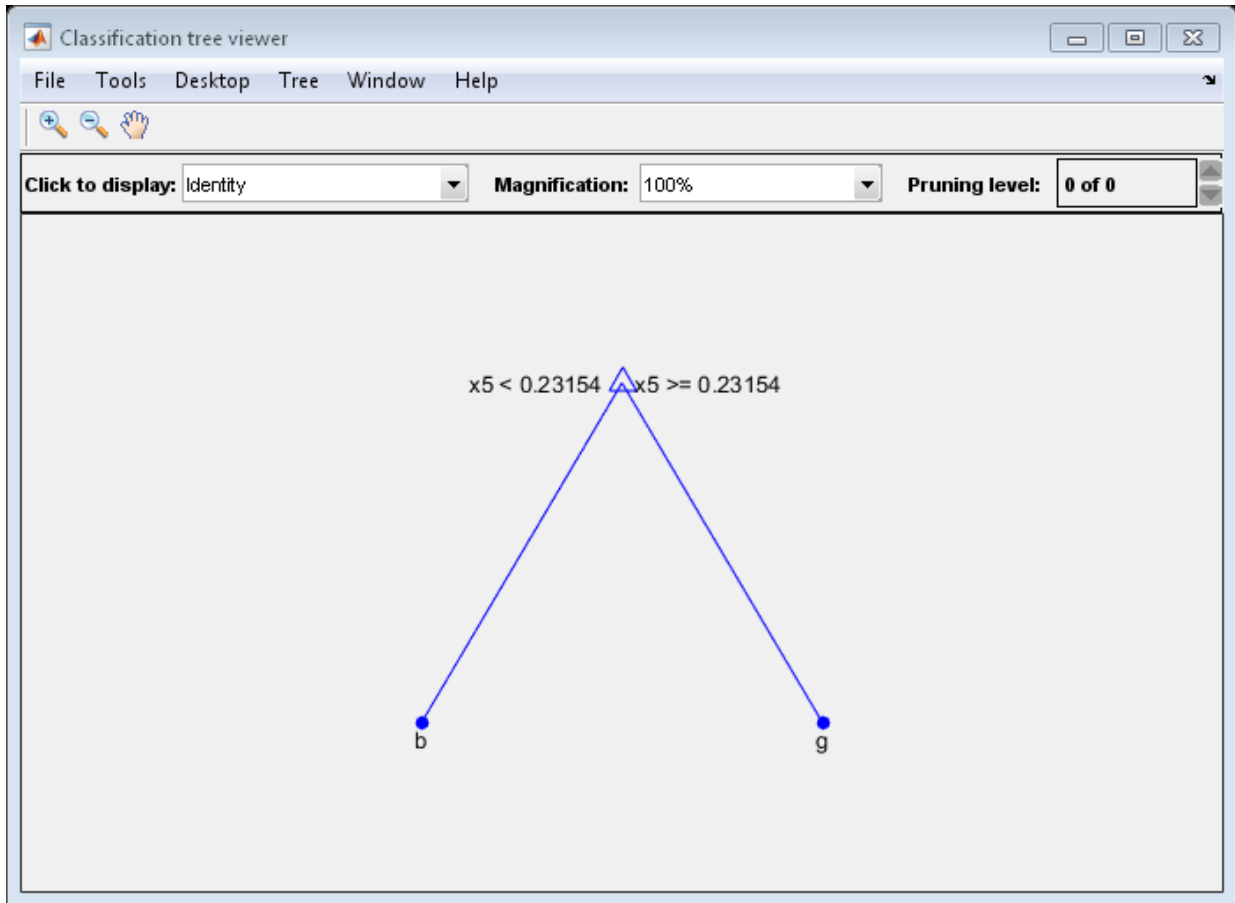 Classification tree viewer
File Tools Desktop Tree Window Help
Click to display: Identity Magnification: 100% Pruning level: 0 of 0
x5 < 0.23154 x5 >= 0.23154
b g